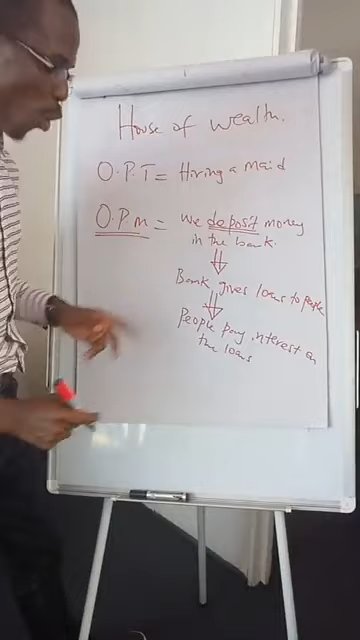 House of wealth.
O.P.T = Hiring a maid
O.P.M = we deposit money
in the bank.
Bank gives loans to people
People pay interest on
the loans